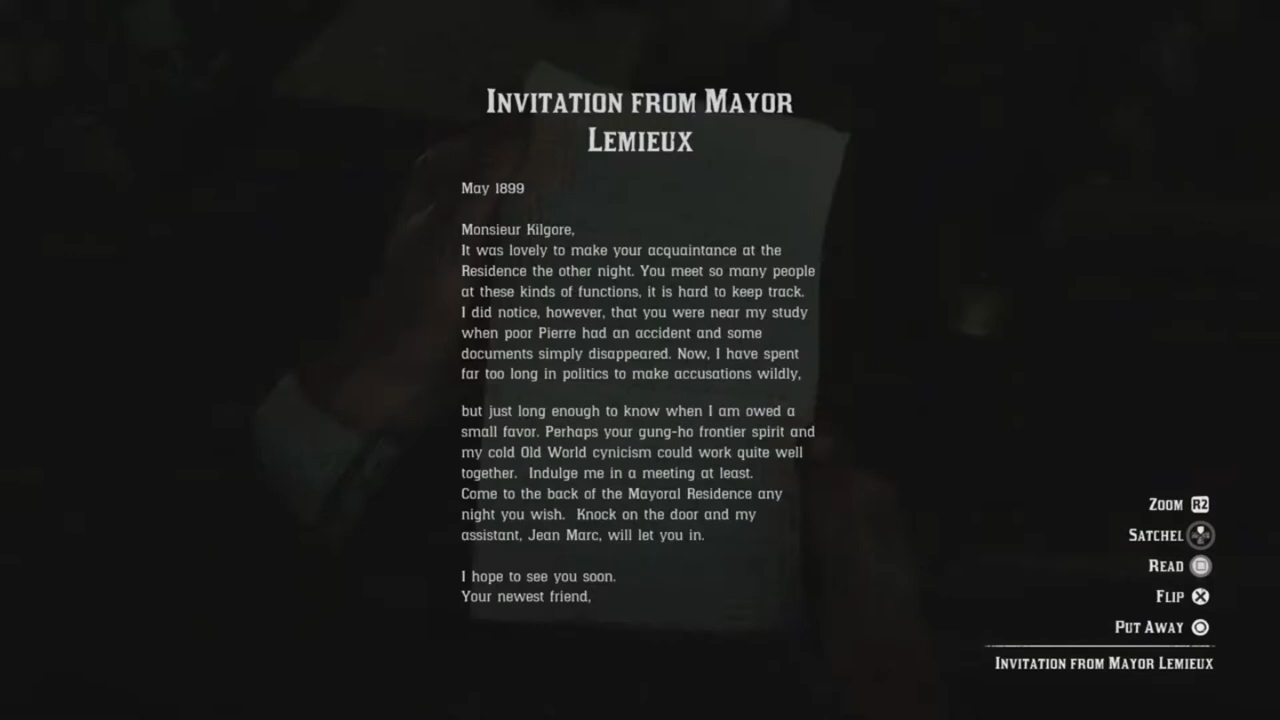 Invitation from Mayor
Lemieux
May 1899
Monsieur Kilgore,
It was lovely to make your acquaintance at the
Residence the other night. You meet so many people
at these kinds of functions, it is hard to keep track.
I did notice, however, that you were near my study
when poor Pierre had an accident and some
documents simply disappeared. Now, I have spent
far too long in politics to make accusations wildly,
but just long enough to know when I am owed a
small favor. Perhaps your gung-ho frontier spirit and
my cold Old World cynicism could work quite well
together. Indulge me in a meeting at least.
Come to the back of the Mayoral Residence any
night you wish. Knock on the door and my
assistant, Jean Marc, will let you in.
I hope to see you soon.
Your newest friend,
Zoom R2
Satchel
Read
Flip
Put Away
Invitation from Mayor Lemieux